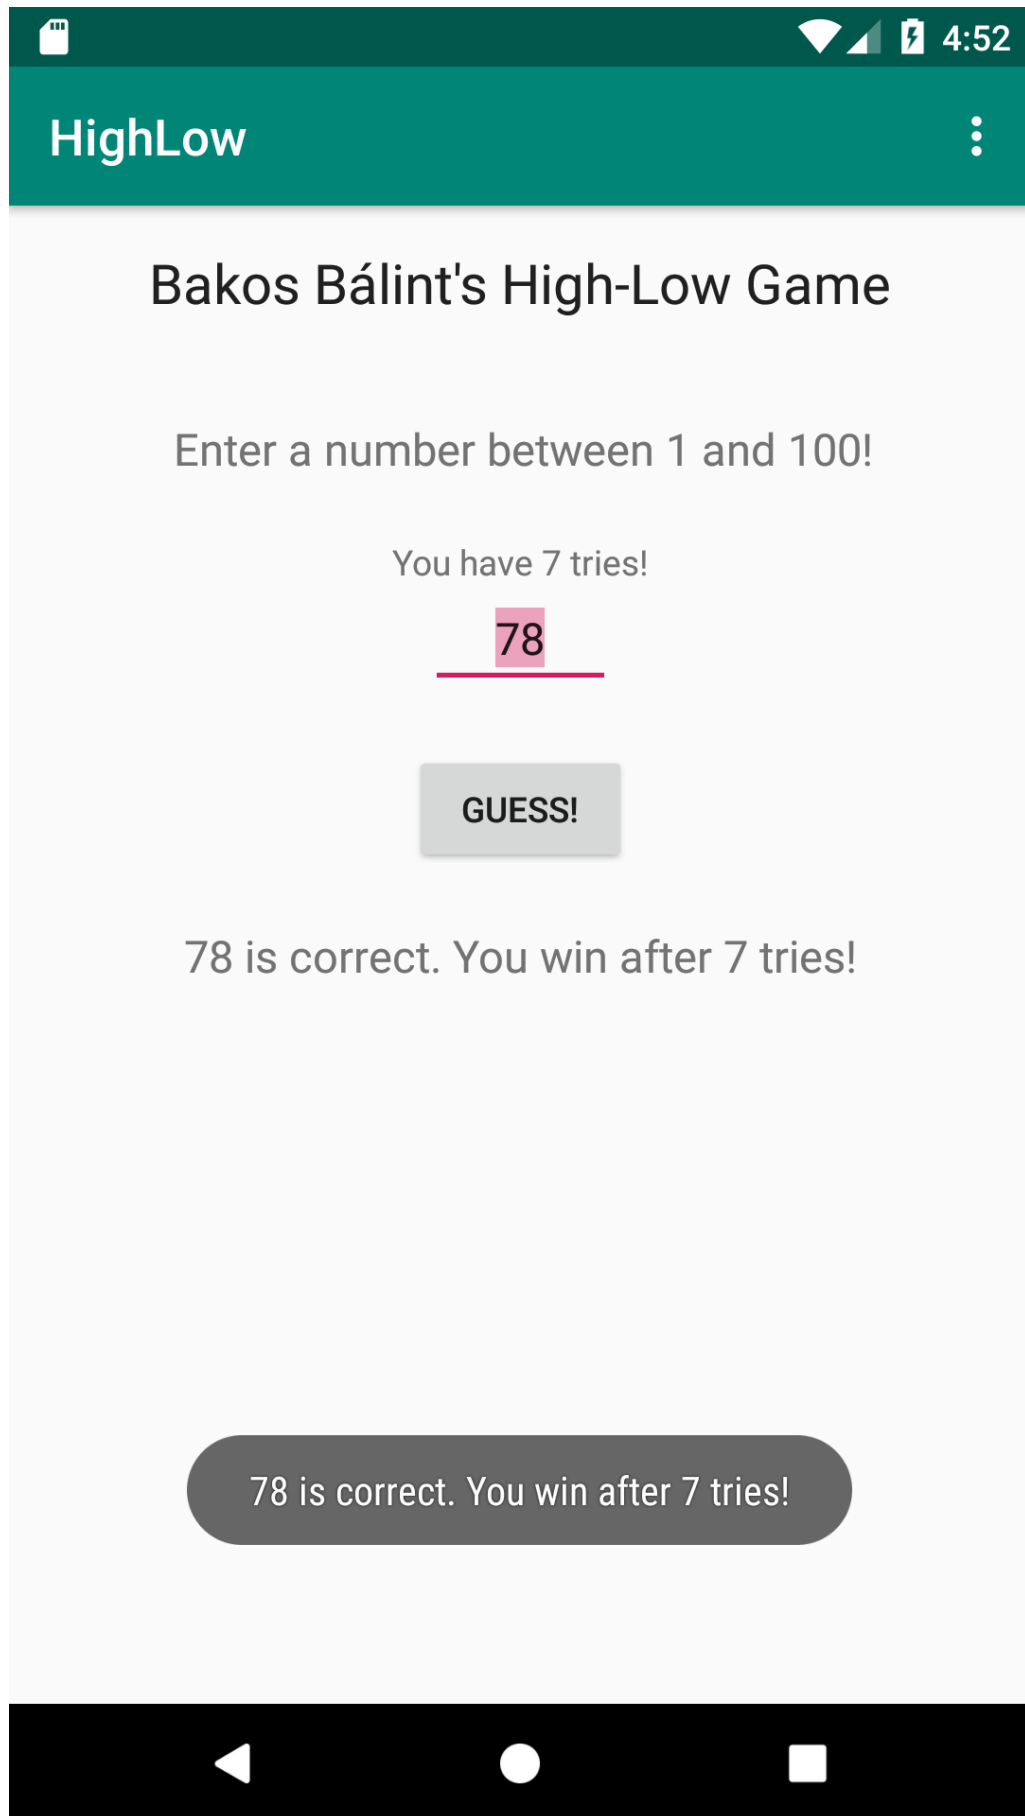 4:52
HighLow
Bakos Bálint's High-Low Game
Enter a number between 1 and 100!
You have 7 tries!
78
GUESS!
78 is correct. You win after 7 tries!
78 is correct. You win after 7 tries!